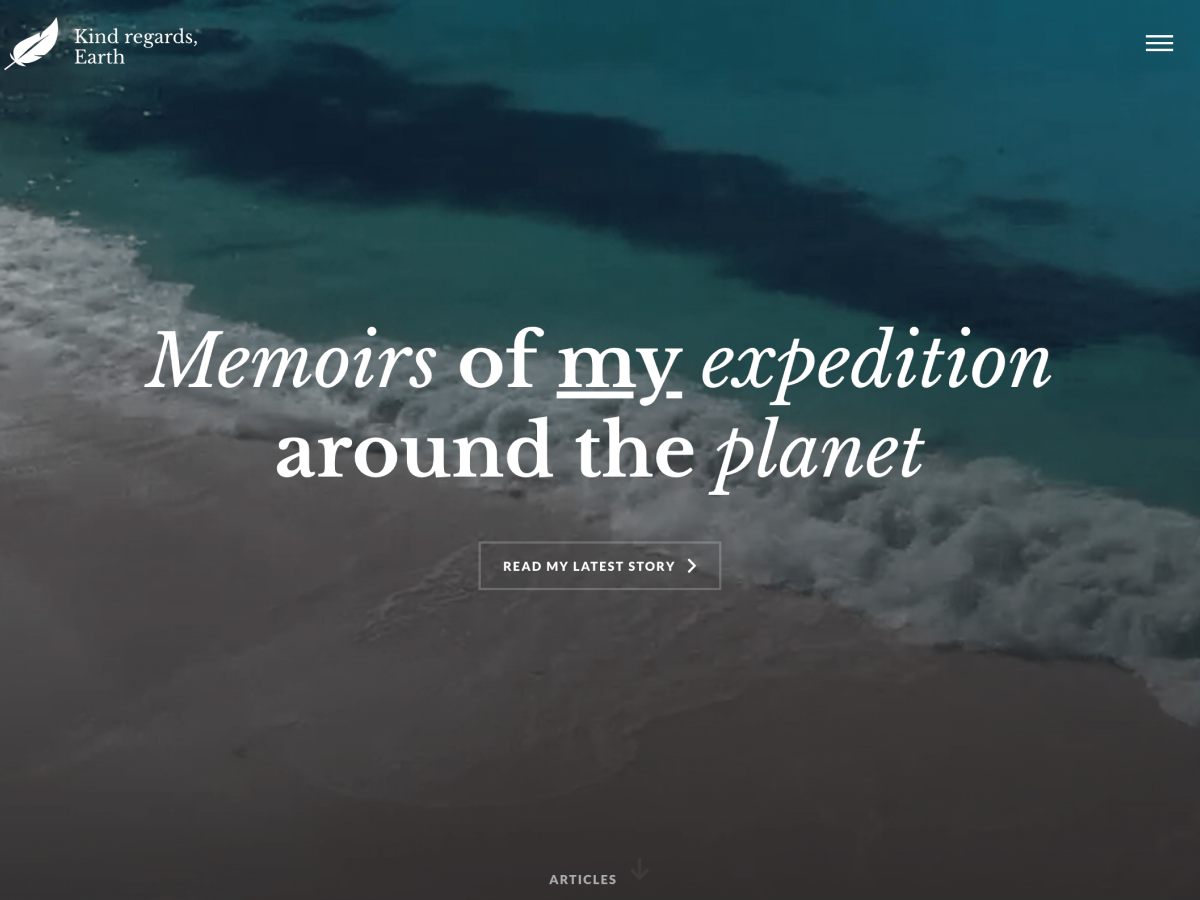 Kind regards,
Earth
Memoirs of my expedition
around the planet
READ MY LATEST STORY
ARTICLES